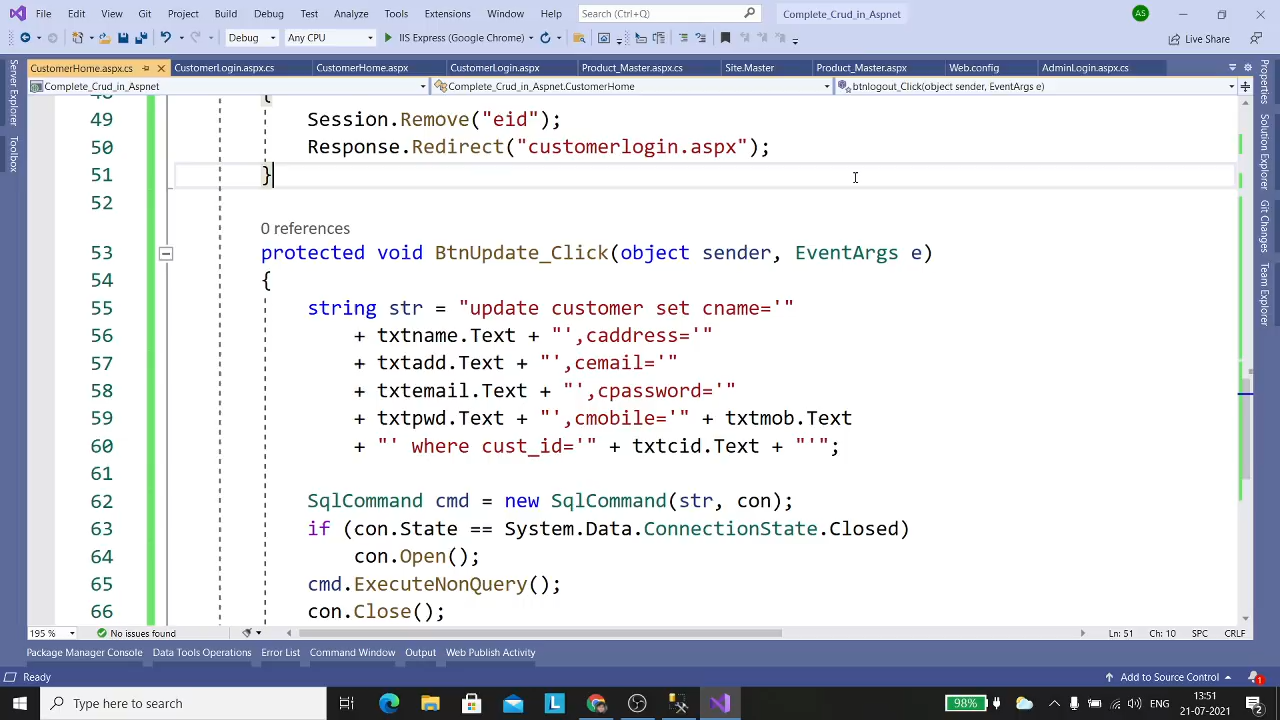 File Edit View Git Project Build Debug Test Analyze Tools Extensions Window Help Search (Ctrl+Q) Complete_Crud_in_Aspnet AS
Debug Any CPU IIS Express (Google Chrome) Live Share
CustomerHome.aspx.cs CustomerLogin.aspx.cs CustomerHome.aspx CustomerLogin.aspx Product_Master.aspx.cs Site.Master Product_Master.aspx Web.config AdminLogin.aspx.cs
Complete_Crud_in_Aspnet Complete_Crud_in_Aspnet.CustomerHome btnlogout_Click(object sender, EventArgs e)
Server Explorer
Toolbox
Properties
Solution Explorer
Git Changes
Team Explorer
48 {
49 Session.Remove("eid");
50 Response.Redirect("customerlogin.aspx");
51 }
52
0 references
53 protected void BtnUpdate_Click(object sender, EventArgs e)
54 {
55 string str = "update customer set cname='"
56 + txtname.Text + "',caddress='"
57 + txtadd.Text + "',cemail='"
58 + txtemail.Text + "',cpassword='"
59 + txtpwd.Text + "',cmobile='" + txtmob.Text
60 + "' where cust_id='" + txtcid.Text + "'";
61
62 SqlCommand cmd = new SqlCommand(str, con);
63 if (con.State == System.Data.ConnectionState.Closed)
64 con.Open();
65 cmd.ExecuteNonQuery();
66 con.Close();
195 % No issues found Ln: 51 Ch: 10 SPC CRLF
Package Manager Console Data Tools Operations Error List Command Window Output Web Publish Activity
Ready Add to Source Control 1
Type here to search 98% ENG 13:51
21-07-2021